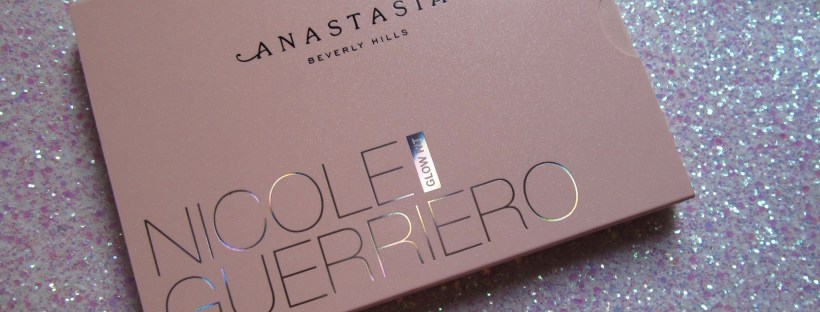 ANASTASIA
BEVERLY HILLS
NICOLE
GLOW KIT
GUERRIERO